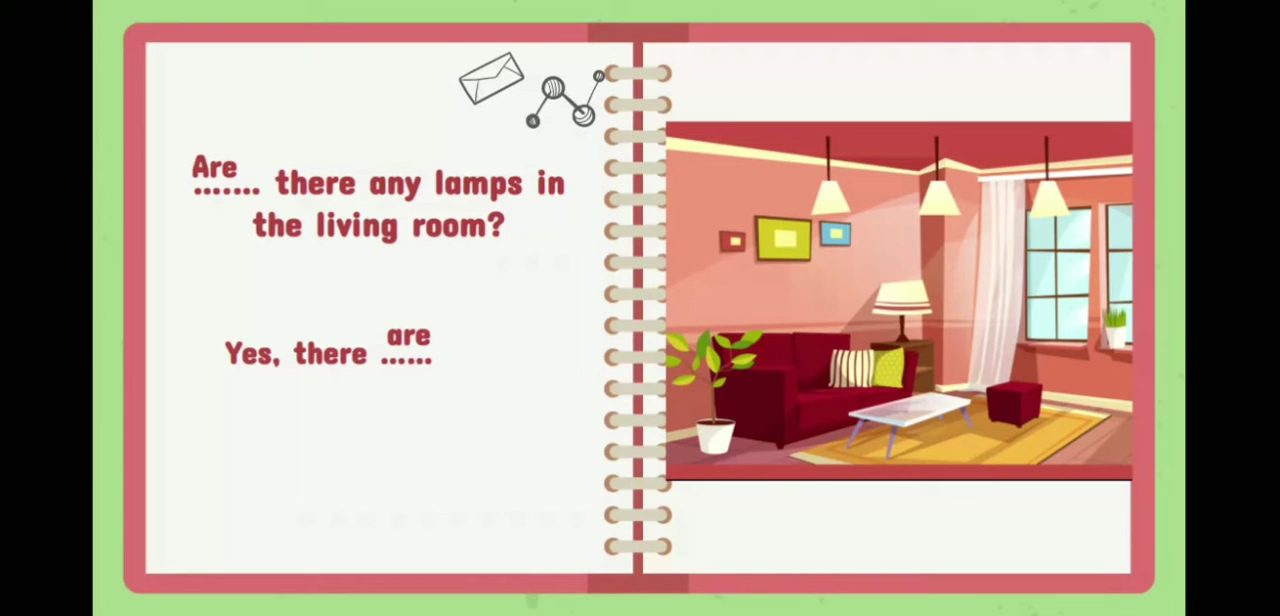 Are
....... there any lamps in
the living room?
are
Yes, there ......